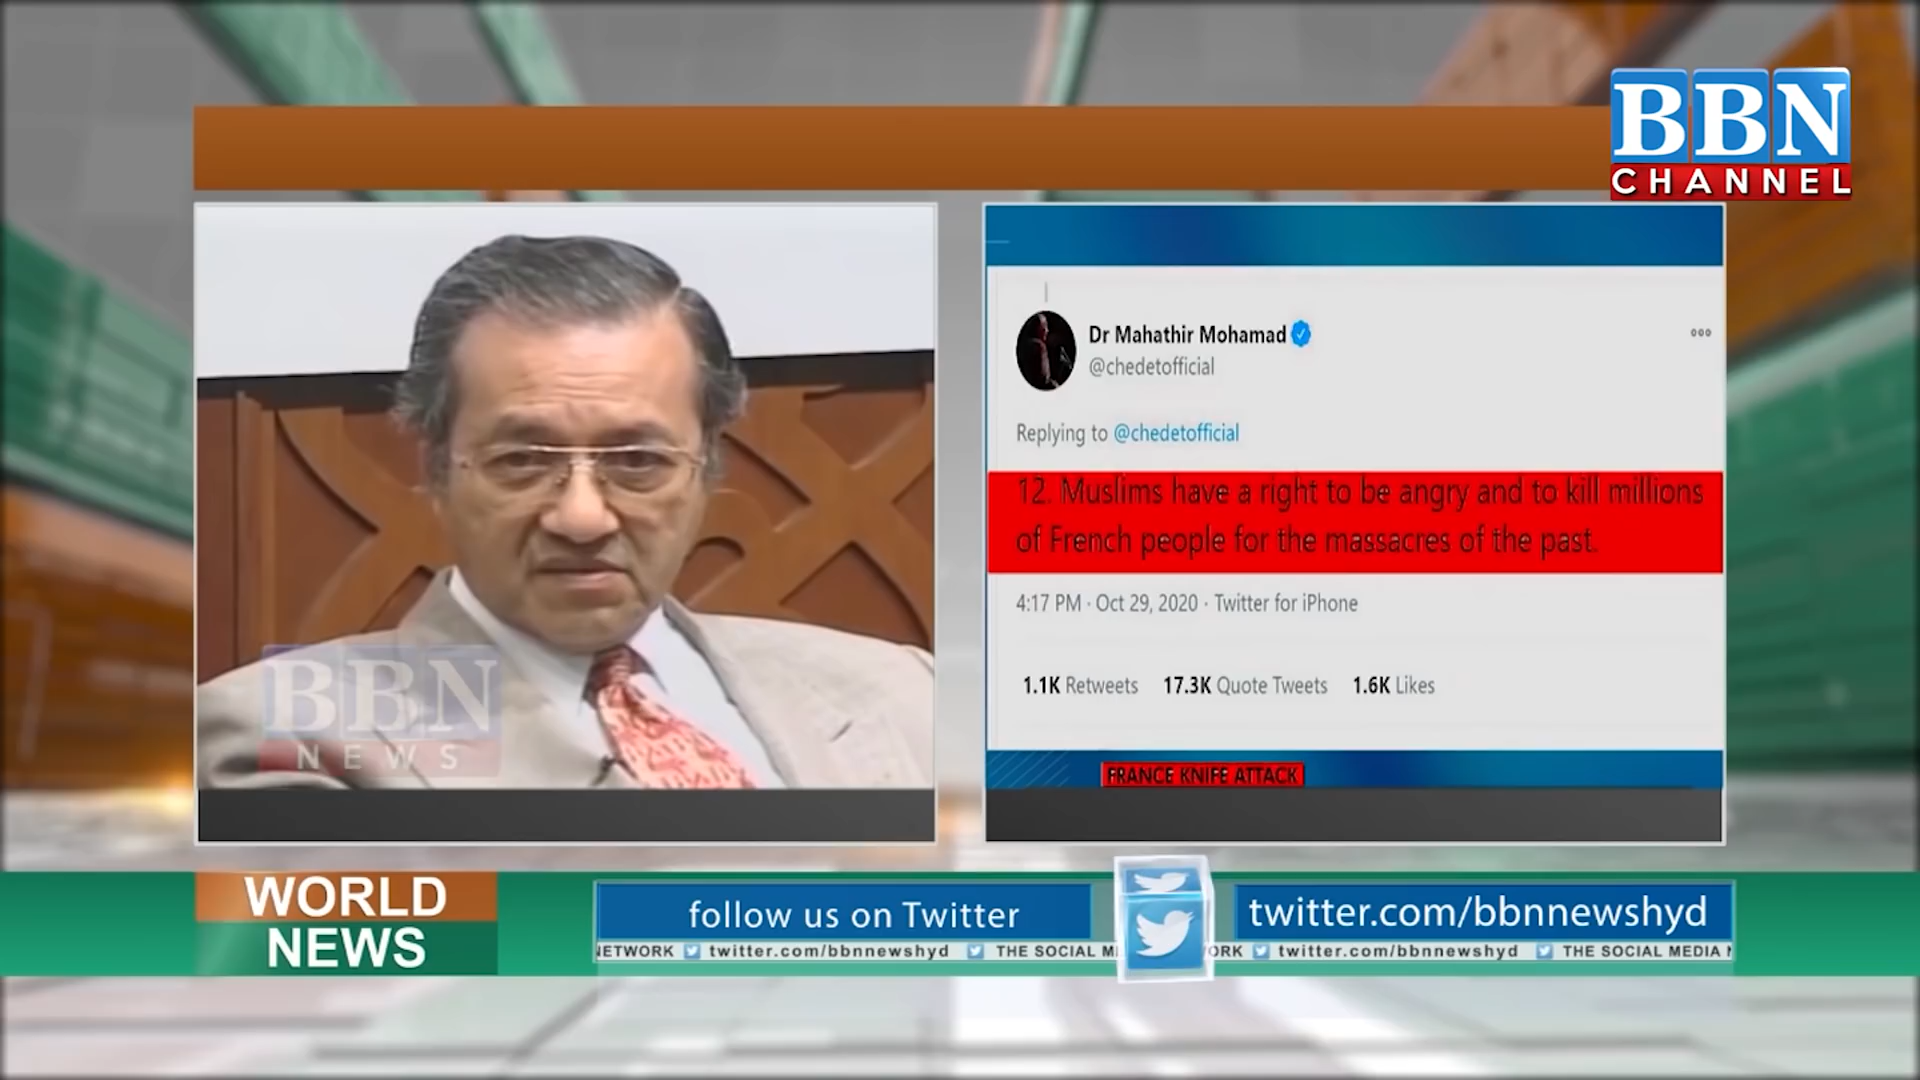 BBN
CHANNEL
Dr Mahathir Mohamad
@chedetofficial
Replying to @chedetofficial
12. Muslims have a right to be angry and to kill millions
of French people for the massacres of the past.
4:17 PM · Oct 29, 2020 · Twitter for iPhone
1.1K Retweets 17.3K Quote Tweets 1.6K Likes
BBN
NEWS
FRANCE KNIFE ATTACK
WORLD
NEWS
follow us on Twitter
twitter.com/bbnnewshyd
NETWORK twitter.com/bbnnewshyd THE SOCIAL M
ORK twitter.com/bbnnewshyd THE SOCIAL MEDIA N